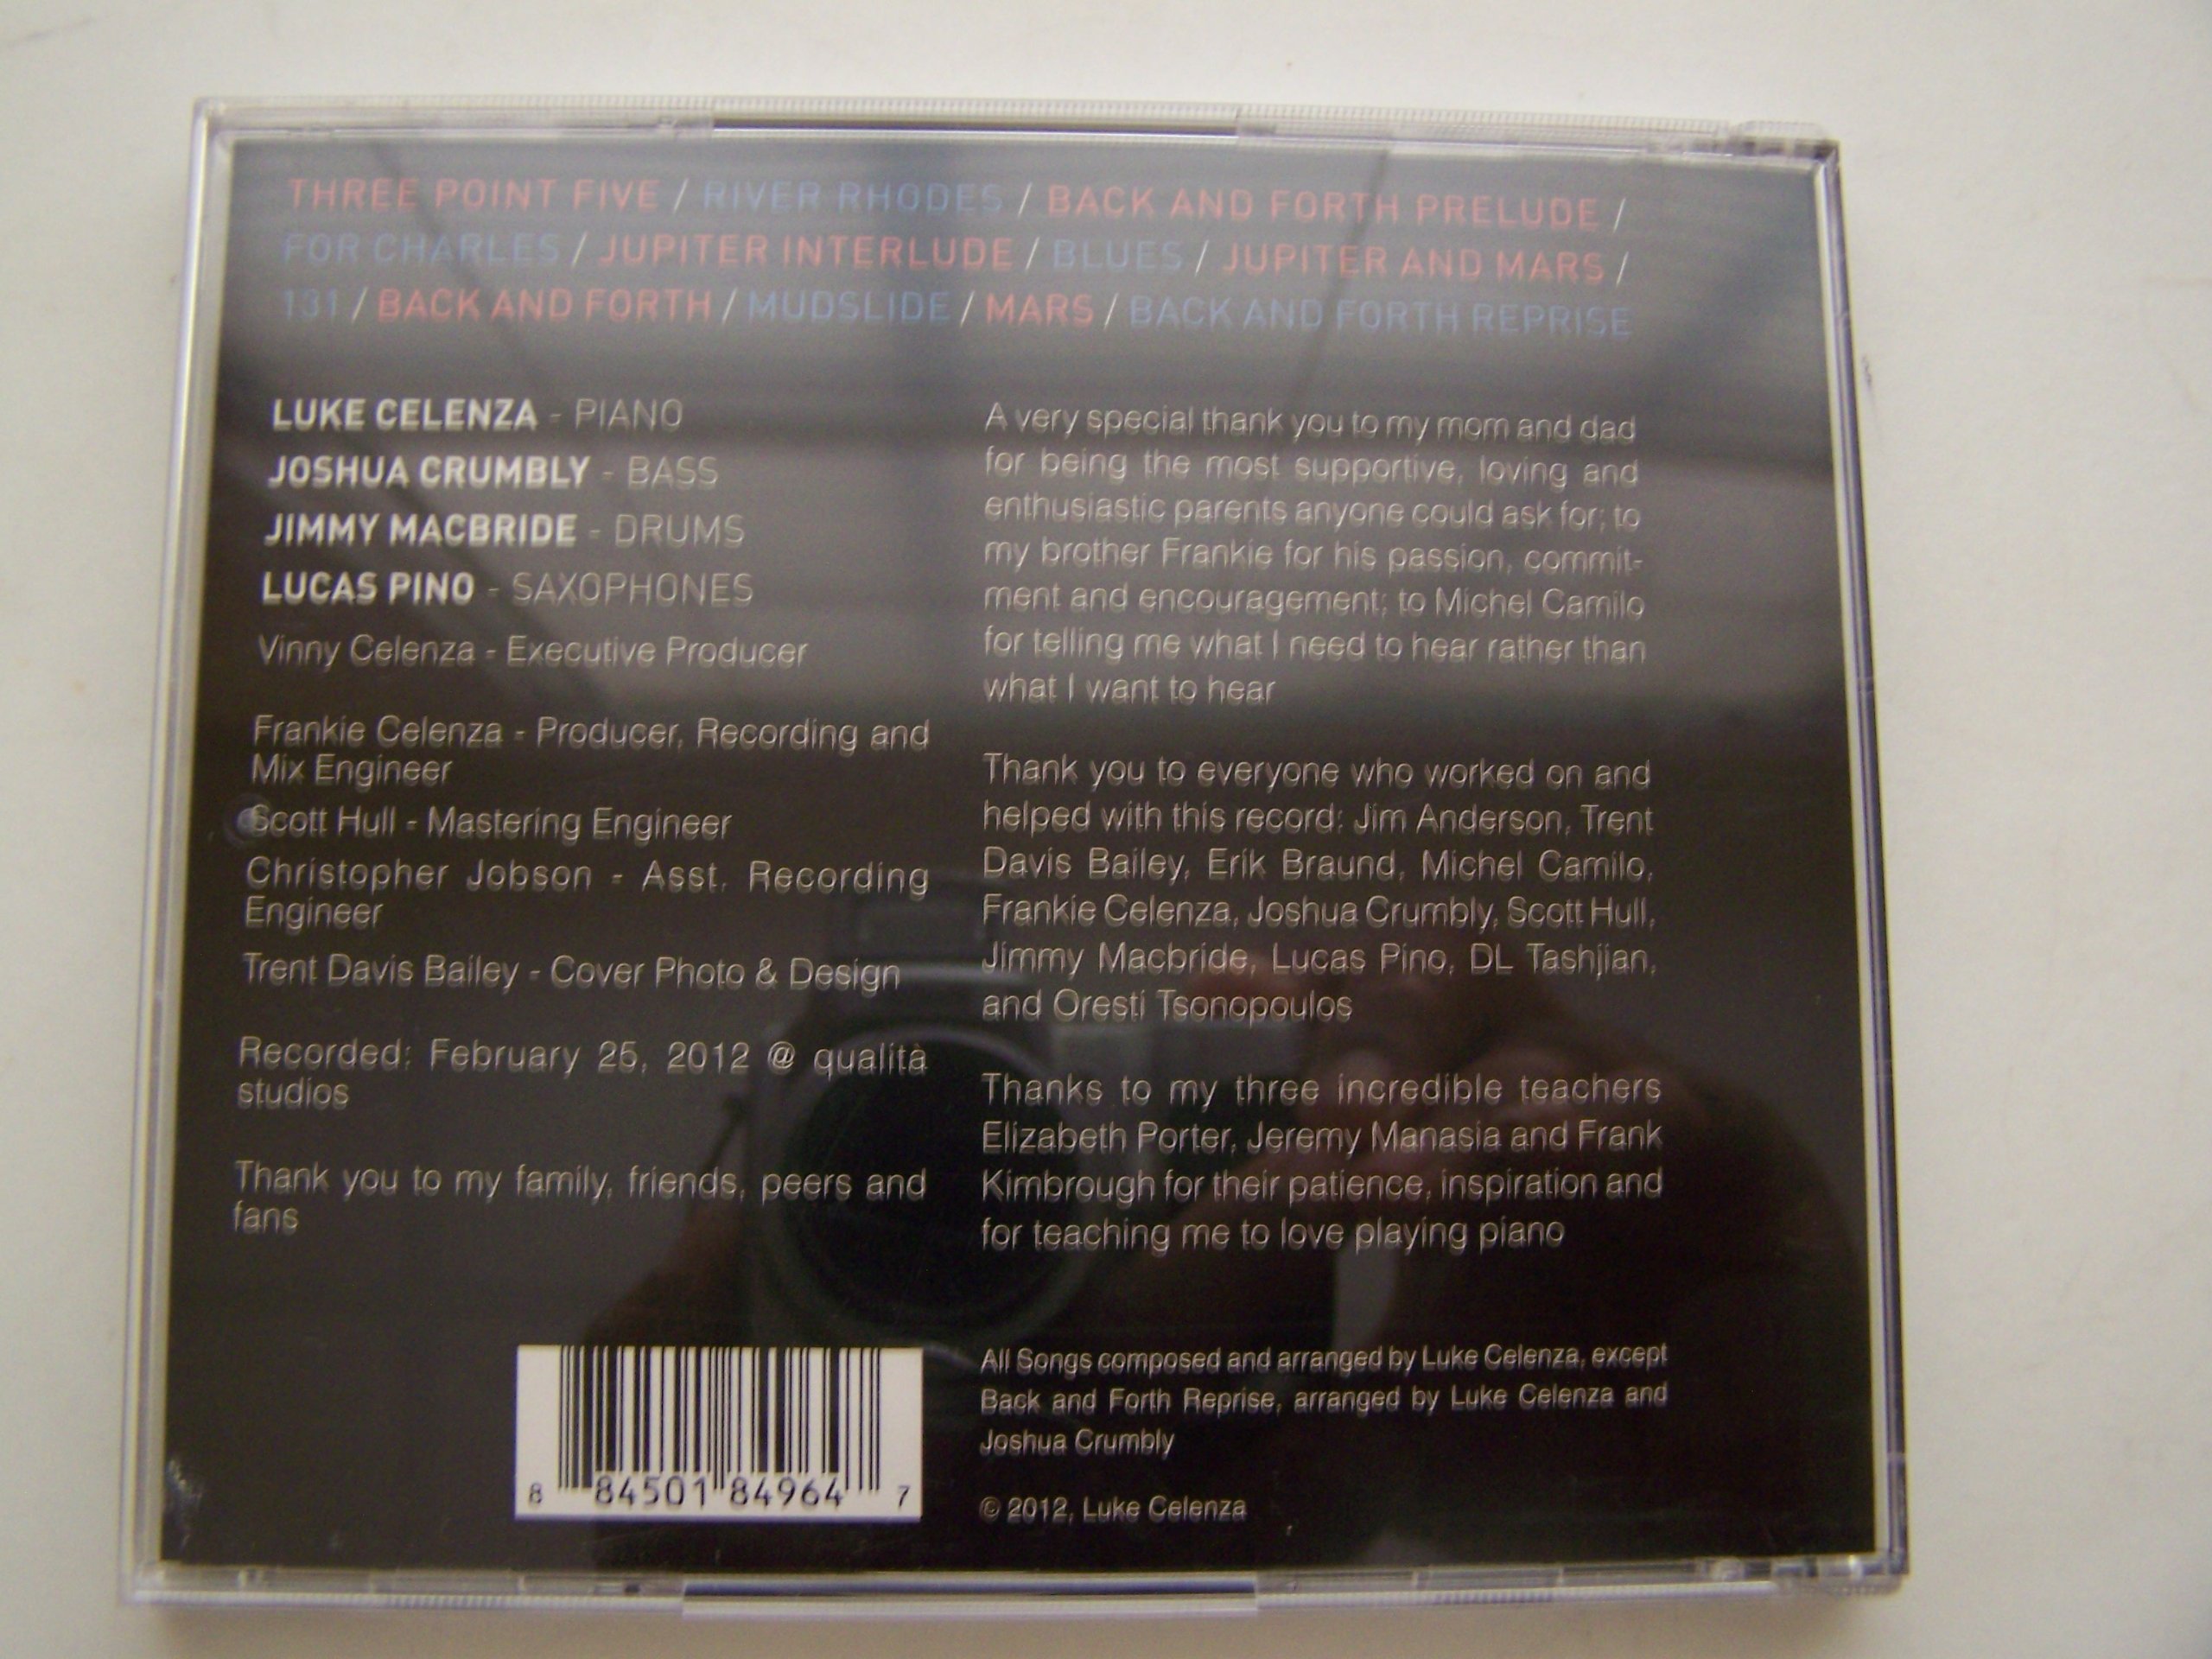 THREE POINT FIVE / RIVER RHODES / BACK AND FORTH PRELUDE /
FOR CHARLES / JUPITER INTERLUDE / BLUES / JUPITER AND MARS /
131 / BACK AND FORTH / MUDSLIDE / MARS / BACK AND FORTH REPRISE
LUKE CELENZA - PIANO
JOSHUA CRUMBLY - BASS
JIMMY MACBRIDE - DRUMS
LUCAS PINO - SAXOPHONES
Vinny Celenza - Executive Producer
Frankie Celenza - Producer, Recording and
Mix Engineer
Scott Hull - Mastering Engineer
Christopher Jobson - Asst. Recording
Engineer
Trent Davis Bailey - Cover Photo & Design
Recorded: February 25, 2012 @ qualità
studios
Thank you to my family, friends, peers and
fans
A very special thank you to my mom and dad
for being the most supportive, loving and
enthusiastic parents anyone could ask for; to
my brother Frankie for his passion, commit-
ment and encouragement; to Michel Camilo
for telling me what I need to hear rather than
what I want to hear
Thank you to everyone who worked on and
helped with this record: Jim Anderson, Trent
Davis Bailey, Erik Braund, Michel Camilo,
Frankie Celenza, Joshua Crumbly, Scott Hull,
Jimmy Macbride, Lucas Pino, DL Tashjian,
and Oresti Tsonopoulos
Thanks to my three incredible teachers
Elizabeth Porter, Jeremy Manasia and Frank
Kimbrough for their patience, inspiration and
for teaching me to love playing piano
All Songs composed and arranged by Luke Celenza, except
Back and Forth Reprise, arranged by Luke Celenza and
Joshua Crumbly
© 2012, Luke Celenza
8 84501 84964 7